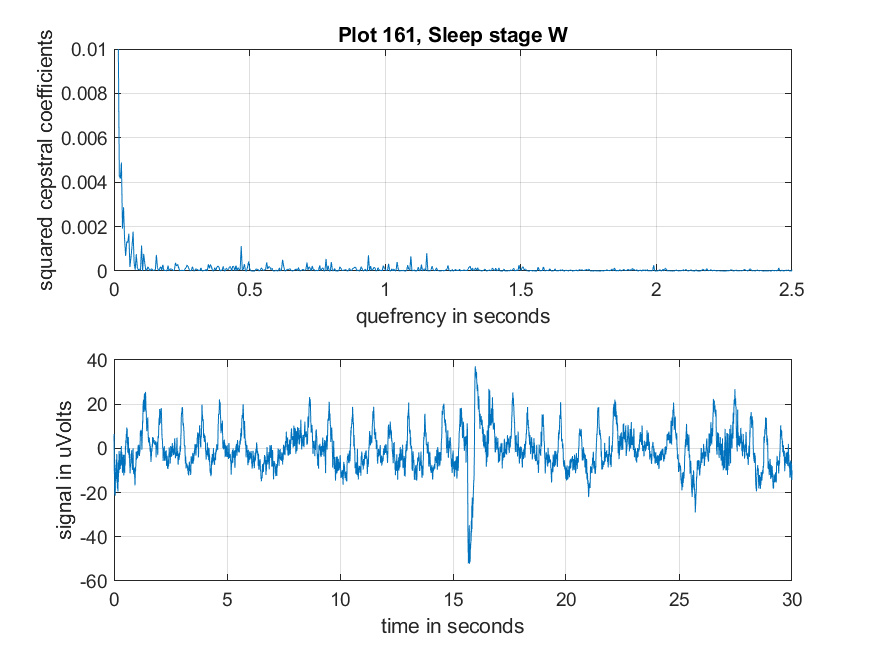 Plot 161, Sleep stage W
squared cepstral coefficients
0.01
0.008
0.006
0.004
0.002
0
0 0.5 1 1.5 2 2.5
quefrency in seconds
signal in uVolts
40
20
0
-20
-40
-60
0 5 10 15 20 25 30
time in seconds